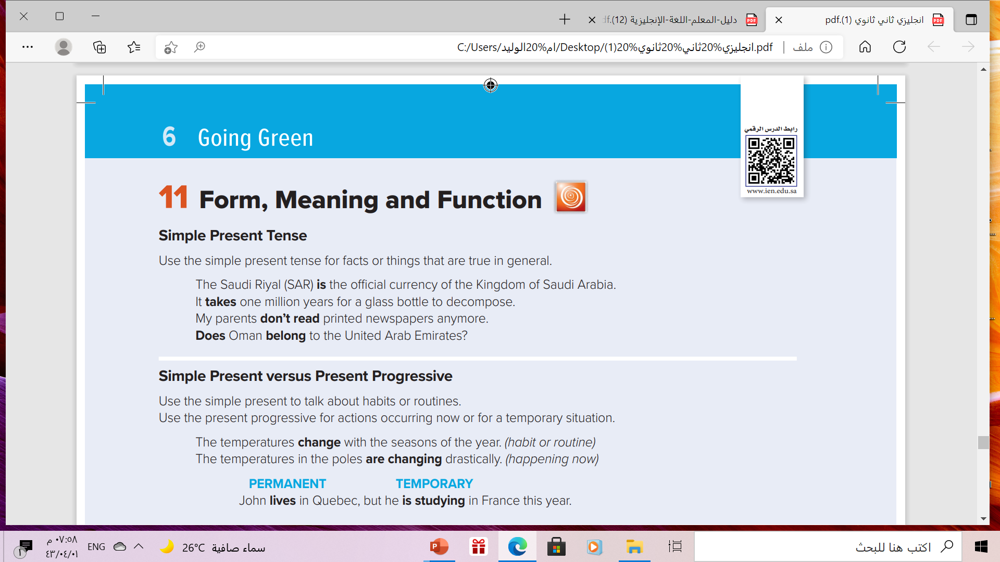 انجليزي ثاني ثانوي (1).pdf
دليل-المعلم-اللغة-الإنجليزية (12).
ملف
C:/Users/ام%20الوليد/Desktop/انجليزي%20ثاني%20ثانوي%20(1).pdf
رابط الدرس الرقمي
www.ien.edu.sa
6 Going Green
11 Form, Meaning and Function
Simple Present Tense
Use the simple present tense for facts or things that are true in general.
The Saudi Riyal (SAR) is the official currency of the Kingdom of Saudi Arabia.
It takes one million years for a glass bottle to decompose.
My parents don't read printed newspapers anymore.
Does Oman belong to the United Arab Emirates?
Simple Present versus Present Progressive
Use the simple present to talk about habits or routines.
Use the present progressive for actions occurring now or for a temporary situation.
The temperatures change with the seasons of the year. (habit or routine)
The temperatures in the poles are changing drastically. (happening now)
PERMANENT TEMPORARY
John lives in Quebec, but he is studying in France this year.
اكتب هنا للبحث
26°C سماء صافية
ENG
٠٧:٥٨ م
٤٣/٠٤/٠١
١